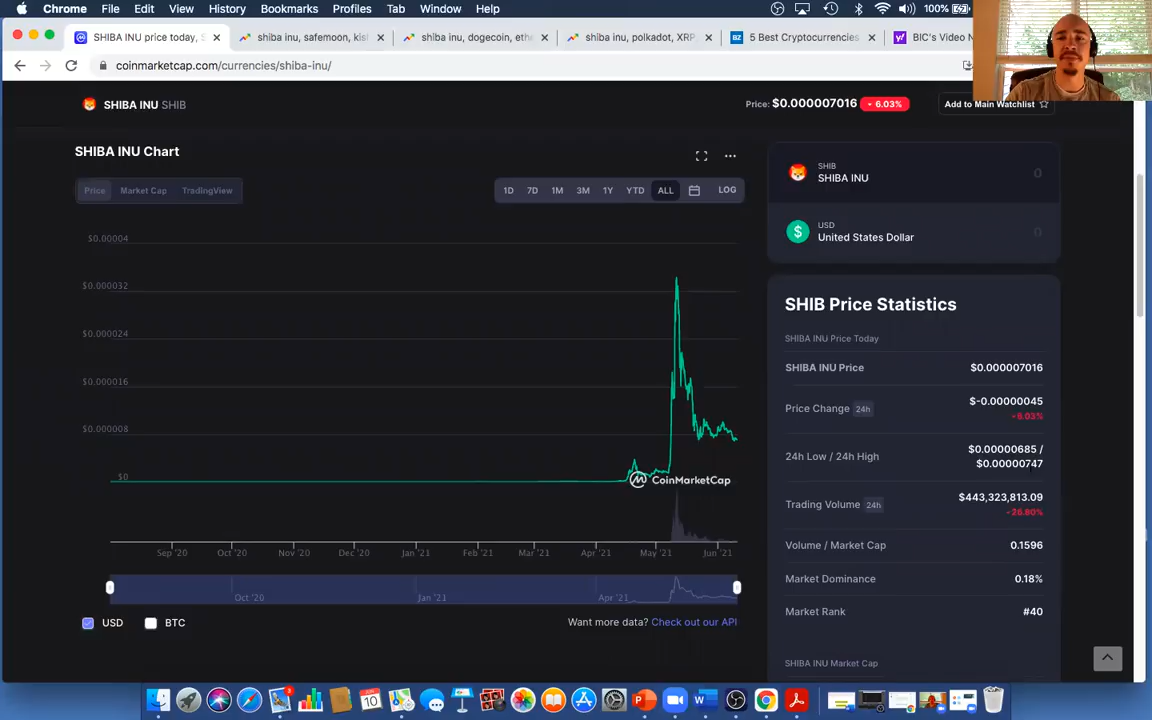 Chrome File Edit View History Bookmarks Profiles Tab Window Help 100%
SHIBA INU price today, S shiba inu, safemoon, kis shiba inu, dogecoin, eth shiba inu, polkadot, XRP BZ 5 Best Cryptocurrencies BIC's Video N
coinmarketcap.com/currencies/shiba-inu/
SHIBA INU SHIB Price: $0.000007016 6.03% Add to Main Watchlist
SHIBA INU Chart
Price Market Cap TradingView 1D 7D 1M 3M 1Y YTD ALL LOG
$0.00004
$0.000032
$0.000024
$0.000016
$0.000008
$0
CoinMarketCap
Sep '20 Oct '20 Nov '20 Dec '20 Jan '21 Feb '21 Mar '21 Apr '21 May '21 Jun '21
Oct '20 Jan '21 Apr '21
USD BTC Want more data? Check out our API
SHIB
SHIBA INU 0
USD
United States Dollar 0
SHIB Price Statistics
SHIBA INU Price Today
SHIBA INU Price $0.000007016
Price Change 24h $-0.00000045
-6.03%
24h Low / 24h High $0.00000685 /
$0.00000747
Trading Volume 24h $443,323,813.09
-26.80%
Volume / Market Cap 0.1596
Market Dominance 0.18%
Market Rank #40
SHIBA INU Market Cap
JUN
10